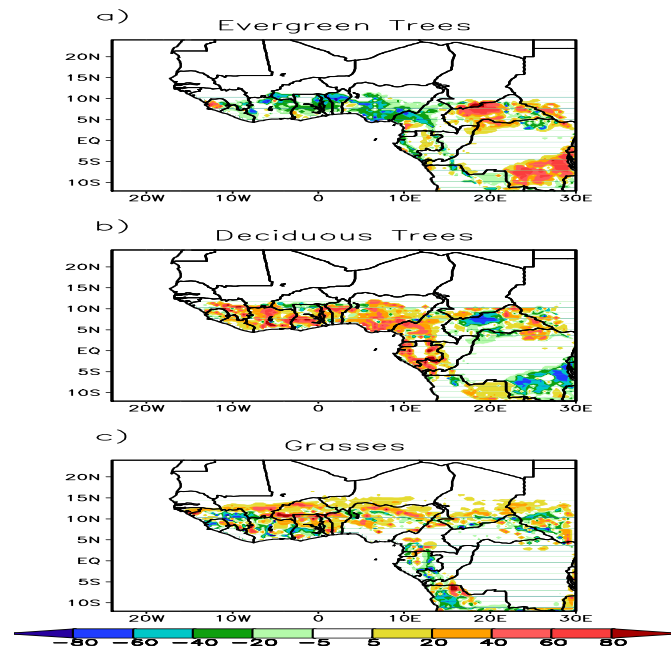 a)
Evergreen Trees
20N
15N
10N
5N
EQ
5S
10S
20W 10W 0 10E 20E 30E
b)
Deciduous Trees
20N
15N
10N
5N
EQ
5S
10S
20W 10W 0 10E 20E 30E
c)
Grasses
20N
15N
10N
5N
EQ
5S
10S
20W 10W 0 10E 20E 30E
-80 -60 -40 -20 -5 5 20 40 60 80